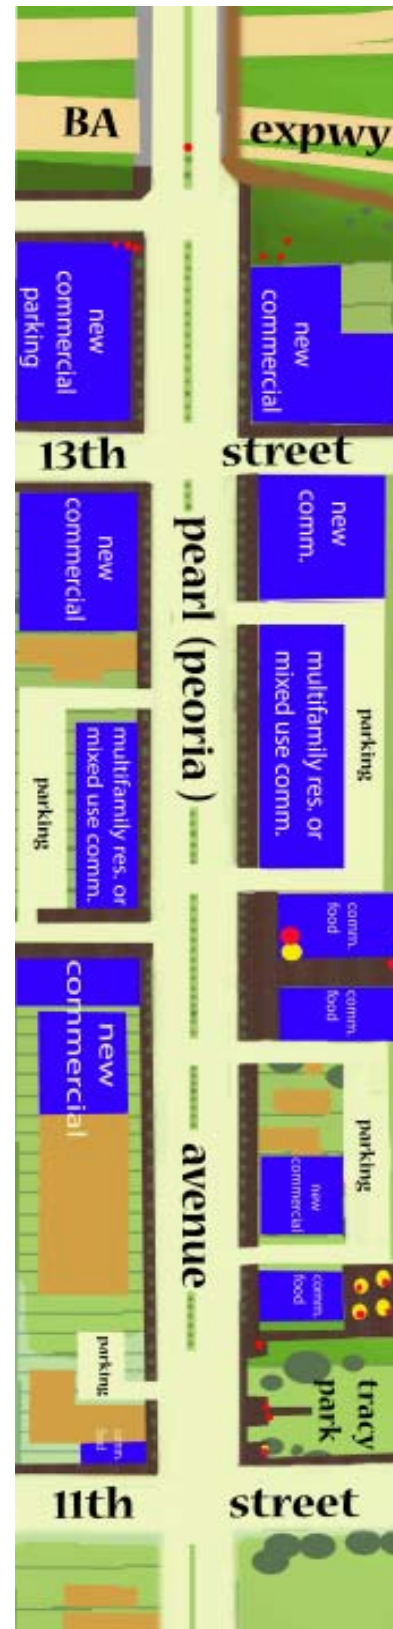 BA expwy
new
commercial
parking
new
commercial
13th street
new
commercial
new
comm.
pearl (peoria)
multifamily res. or
mixed use comm.
parking
multifamily res. or
mixed use comm.
parking
comm.
food
comm.
food
new
commercial
parking
new
commercial
avenue
comm.
food
parking
tracy
park
comm.
11th street